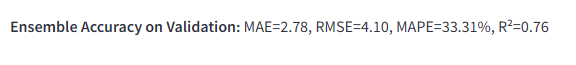 Ensemble Accuracy on Validation: MAE=2.78, RMSE=4.10, MAPE=33.31%, R²=0.76